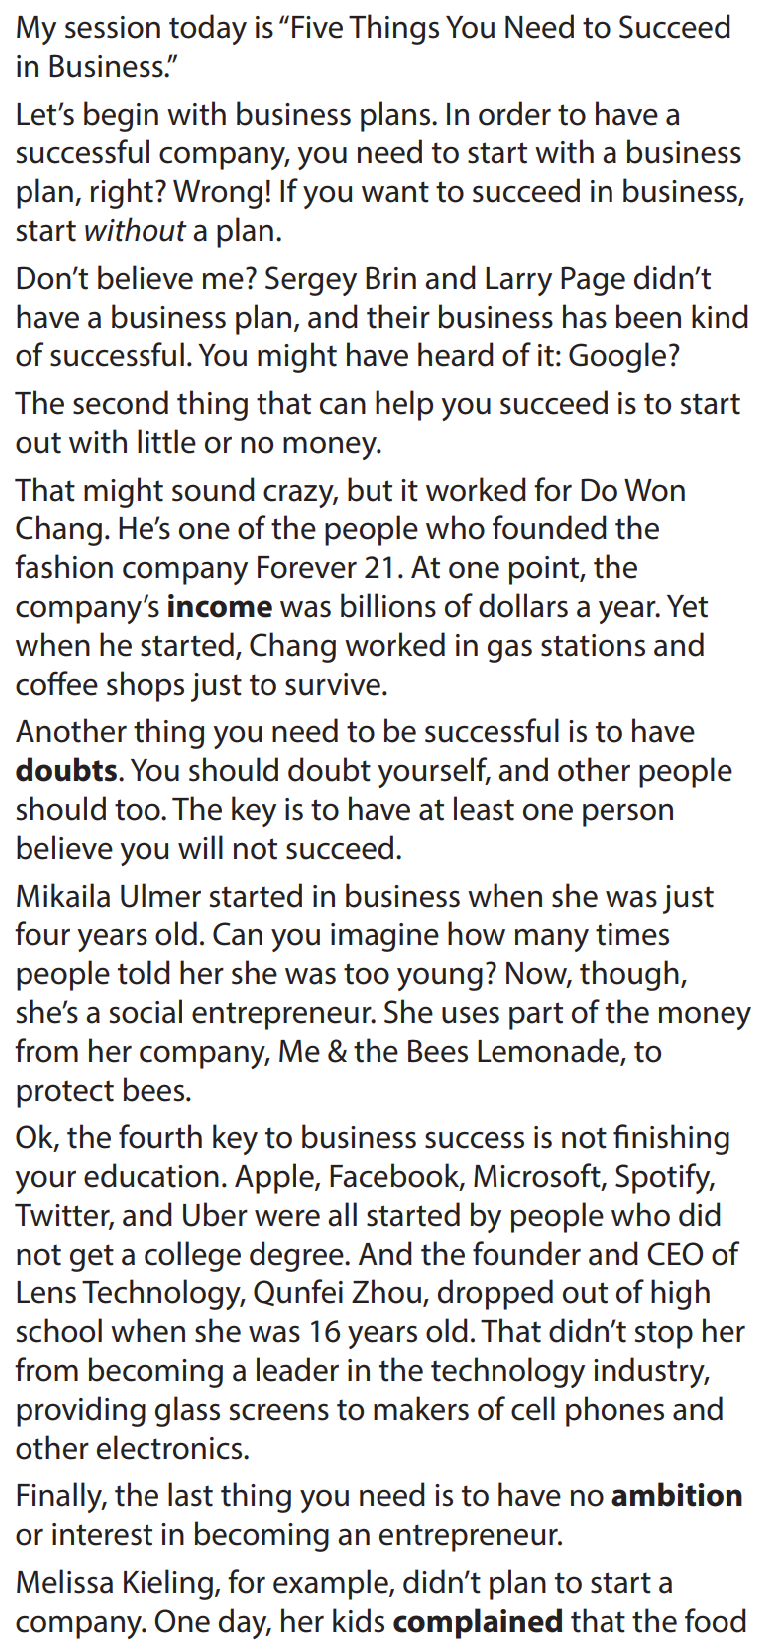 My session today is “Five Things You Need to Succeed
in Business.”
Let’s begin with business plans. In order to have a
successful company, you need to start with a business
plan, right? Wrong! If you want to succeed in business,
start without a plan.
Don’t believe me? Sergey Brin and Larry Page didn’t
have a business plan, and their business has been kind
of successful. You might have heard of it: Google?
The second thing that can help you succeed is to start
out with little or no money.
That might sound crazy, but it worked for Do Won
Chang. He’s one of the people who founded the
fashion company Forever 21. At one point, the
company’s income was billions of dollars a year. Yet
when he started, Chang worked in gas stations and
coffee shops just to survive.
Another thing you need to be successful is to have
doubts. You should doubt yourself, and other people
should too. The key is to have at least one person
believe you will not succeed.
Mikaila Ulmer started in business when she was just
four years old. Can you imagine how many times
people told her she was too young? Now, though,
she’s a social entrepreneur. She uses part of the money
from her company, Me & the Bees Lemonade, to
protect bees.
Ok, the fourth key to business success is not finishing
your education. Apple, Facebook, Microsoft, Spotify,
Twitter, and Uber were all started by people who did
not get a college degree. And the founder and CEO of
Lens Technology, Qunfei Zhou, dropped out of high
school when she was 16 years old. That didn’t stop her
from becoming a leader in the technology industry,
providing glass screens to makers of cell phones and
other electronics.
Finally, the last thing you need is to have no ambition
or interest in becoming an entrepreneur.
Melissa Kieling, for example, didn’t plan to start a
company. One day, her kids complained that the food